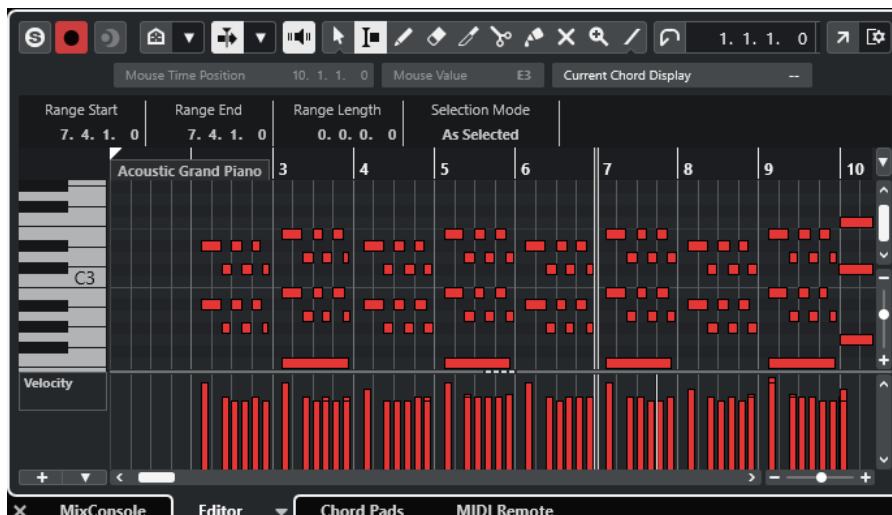 S
1. 1. 1. 0
Mouse Time Position 10. 1. 1. 0 Mouse Value E3 Current Chord Display --
Range Start Range End Range Length Selection Mode
7. 4. 1. 0 7. 4. 1. 0 0. 0. 0. 0 As Selected
Acoustic Grand Piano 3 4 5 6 7 8 9 10
C3
Velocity
MixConsole Editor Chord Pads MIDI Remote